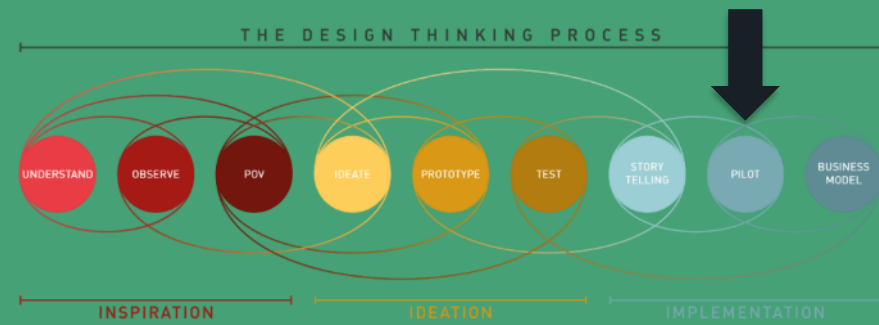 THE DESIGN THINKING PROCESS
UNDERSTAND
OBSERVE
POV
IDEATE
PROTOTYPE
TEST
STORY
TELLING
PILOT
BUSINESS
MODEL
INSPIRATION
IDEATION
IMPLEMENTATION